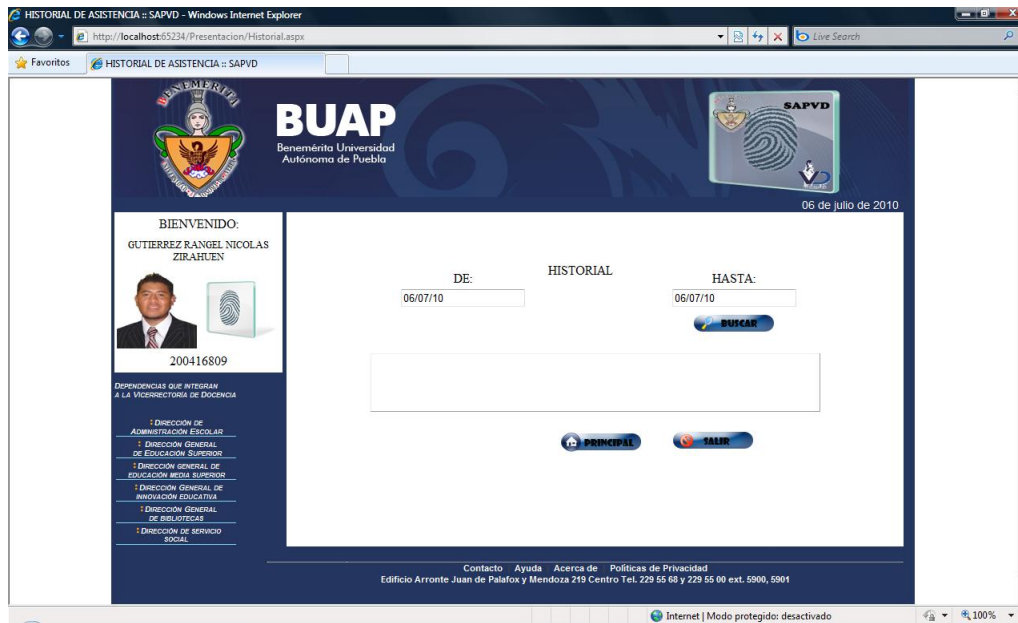 HISTORIAL DE ASISTENCIA :: SAPVD - Windows Internet Explorer
http://localhost:65234/Presentacion/Historial.aspx
Live Search
Favoritos
HISTORIAL DE ASISTENCIA :: SAPVD
BENEMERITA
BUAP
Benemérita Universidad
Autónoma de Puebla
SAPVD
06 de julio de 2010
BIENVENIDO:
GUTIERREZ RANGEL NICOLAS
ZIRAHUEN
200416809
HISTORIAL
DE:
HASTA:
06/07/10
06/07/10
BUSCAR
PRINCIPAL
SALIR
DEPENDENCIAS QUE INTEGRAN
A LA VICERRECTORÍA DE DOCENCIA
DIRECCIÓN DE
ADMINISTRACIÓN ESCOLAR
DIRECCIÓN GENERAL
DE EDUCACIÓN SUPERIOR
DIRECCIÓN GENERAL DE
EDUCACIÓN MEDIA SUPERIOR
DIRECCIÓN GENERAL DE
INNOVACIÓN EDUCATIVA
DIRECCIÓN GENERAL
DE BIBLIOTECAS
DIRECCIÓN DE SERVICIO
SOCIAL
Contacto Ayuda Acerca de Políticas de Privacidad
Edificio Arronte Juan de Palafox y Mendoza 219 Centro Tel. 229 55 68 y 229 55 00 ext. 5900, 5901
Internet | Modo protegido: desactivado
100%